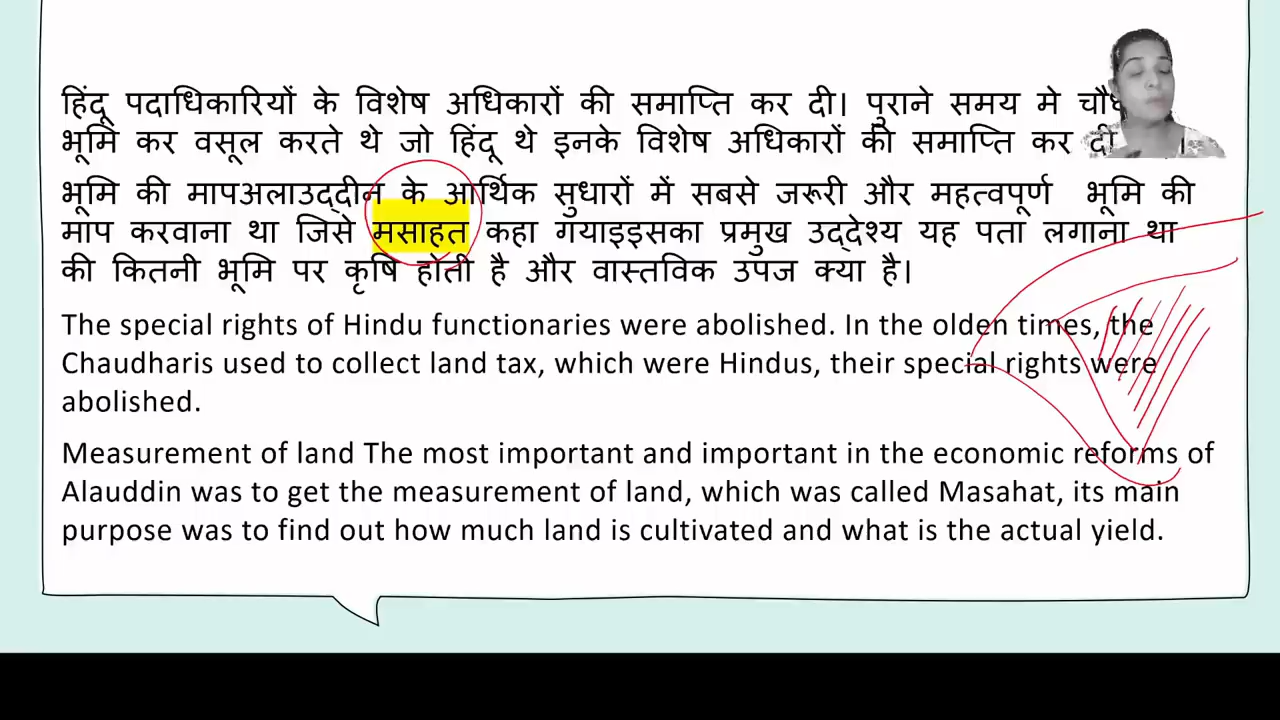 हिंदू पदाधिकारियों के विशेष अधिकारों की समाप्ति कर दी। पुराने समय मे
भूमि कर वसूल करते थे जो हिंदू थे इनके विशेष अधिकारों की समाप्ति कर दी
भूमि की मापअलाउद्दीन के आर्थिक सुधारों में सबसे जरूरी और महत्वपूर्ण भूमि की
माप करवाना था जिसे मसाहत कहा गयाइइसका प्रमुख उद्देश्य यह पता लगाना था
की कितनी भूमि पर कृषि होती है और वास्तविक उपज क्या है।
The special rights of Hindu functionaries were abolished. In the olden times, the
Chaudharis used to collect land tax, which were Hindus, their special rights were
abolished.
Measurement of land The most important and important in the economic reforms of
Alauddin was to get the measurement of land, which was called Masahat, its main
purpose was to find out how much land is cultivated and what is the actual yield.